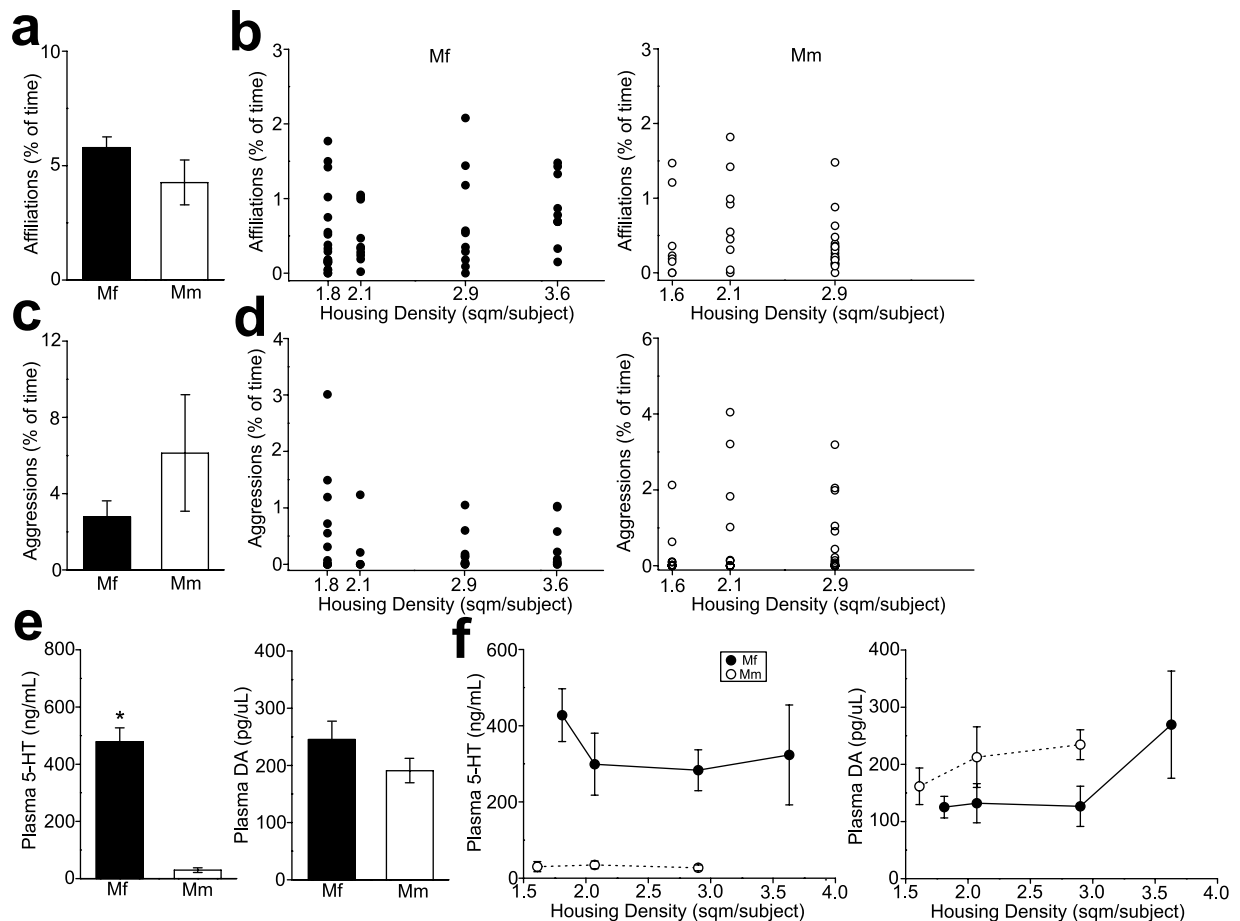 a
Affiliations (% of time)
10
5
0
Mf
Mm
b
Affiliations (% of time)
3
2
1
0
Mf
1.8
2.1
2.9
3.6
Housing Density (sqm/subject)
Affiliations (% of time)
3
2
1
0
Mm
1.6
2.1
2.9
Housing Density (sqm/subject)
c
Aggressions (% of time)
12
8
4
0
Mf
Mm
d
Aggressions (% of time)
4
3
2
1
0
1.8
2.1
2.9
3.6
Housing Density (sqm/subject)
Aggressions (% of time)
6
4
2
0
1.6
2.1
2.9
Housing Density (sqm/subject)
e
Plasma 5-HT (ng/mL)
800
600
400
200
0
*
Mf
Mm
Plasma DA (pg/uL)
400
300
200
100
0
Mf
Mm
f
Plasma 5-HT (ng/mL)
600
400
200
0
Mf
Mm
1.5
2.0
2.5
3.0
3.5
4.0
Housing Density (sqm/subject)
Plasma DA (pg/uL)
400
300
200
100
0
1.5
2.0
2.5
3.0
3.5
4.0
Housing Density (sqm/subject)